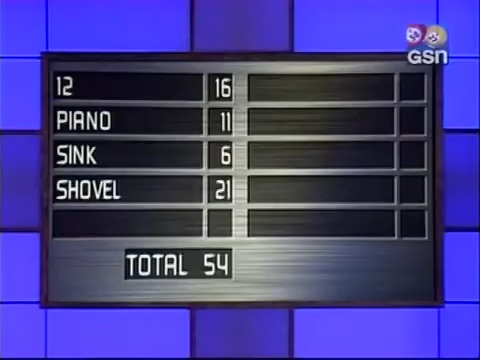 GSN
12 16
PIANO 11
SINK 6
SHOVEL 21
TOTAL 54